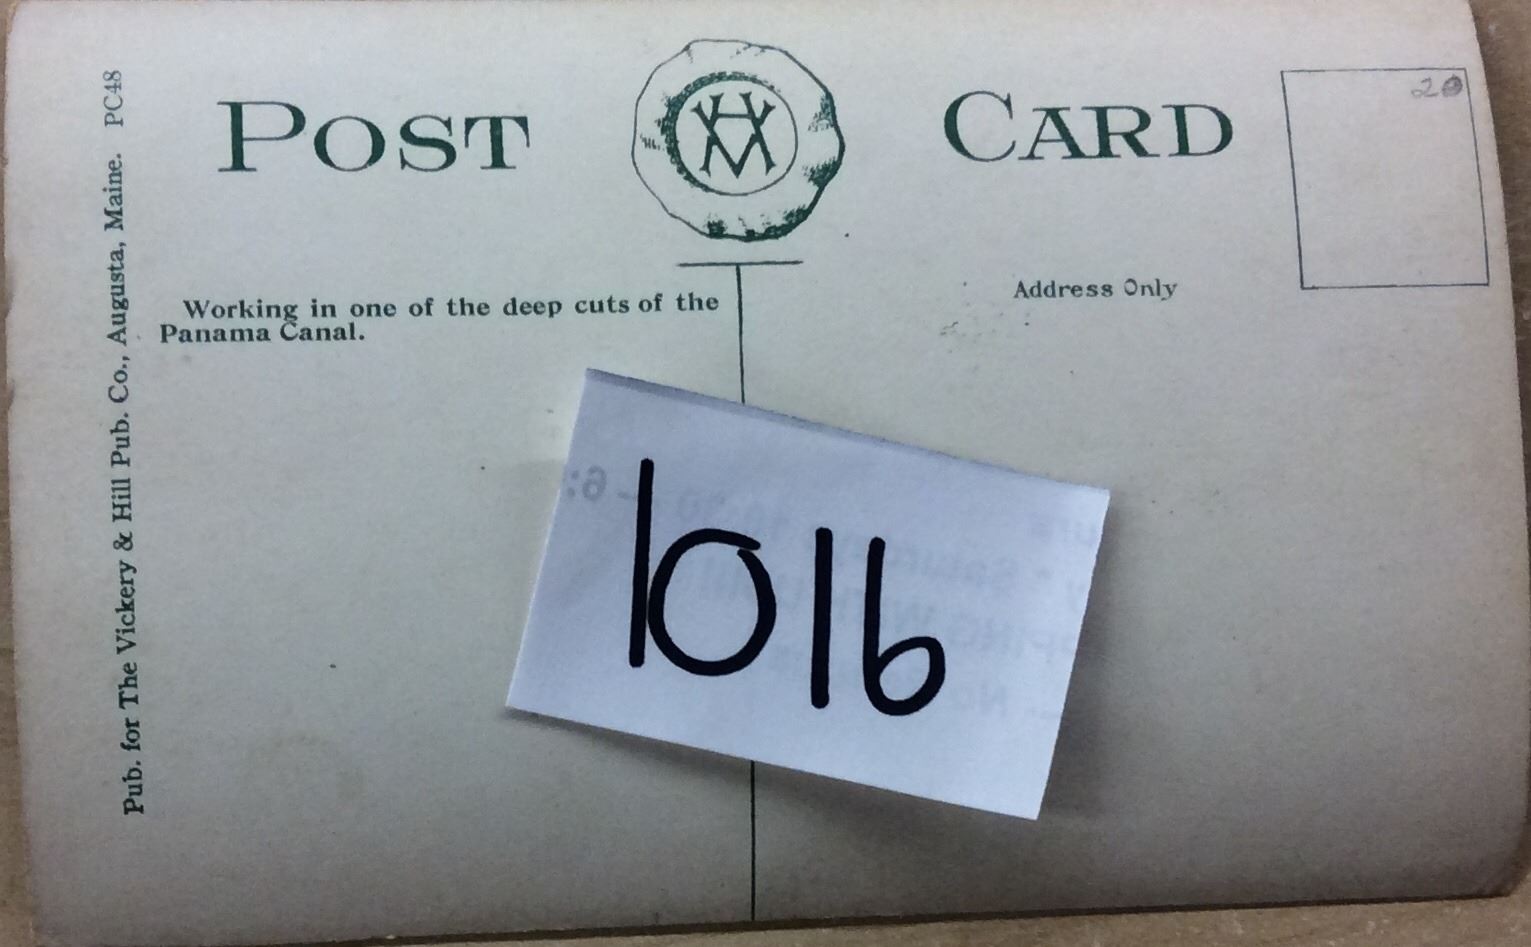 POST CARD
20
Working in one of the deep cuts of the
Panama Canal.
Address Only
Pub. for The Vickery & Hill Pub. Co., Augusta, Maine. PC48
1016